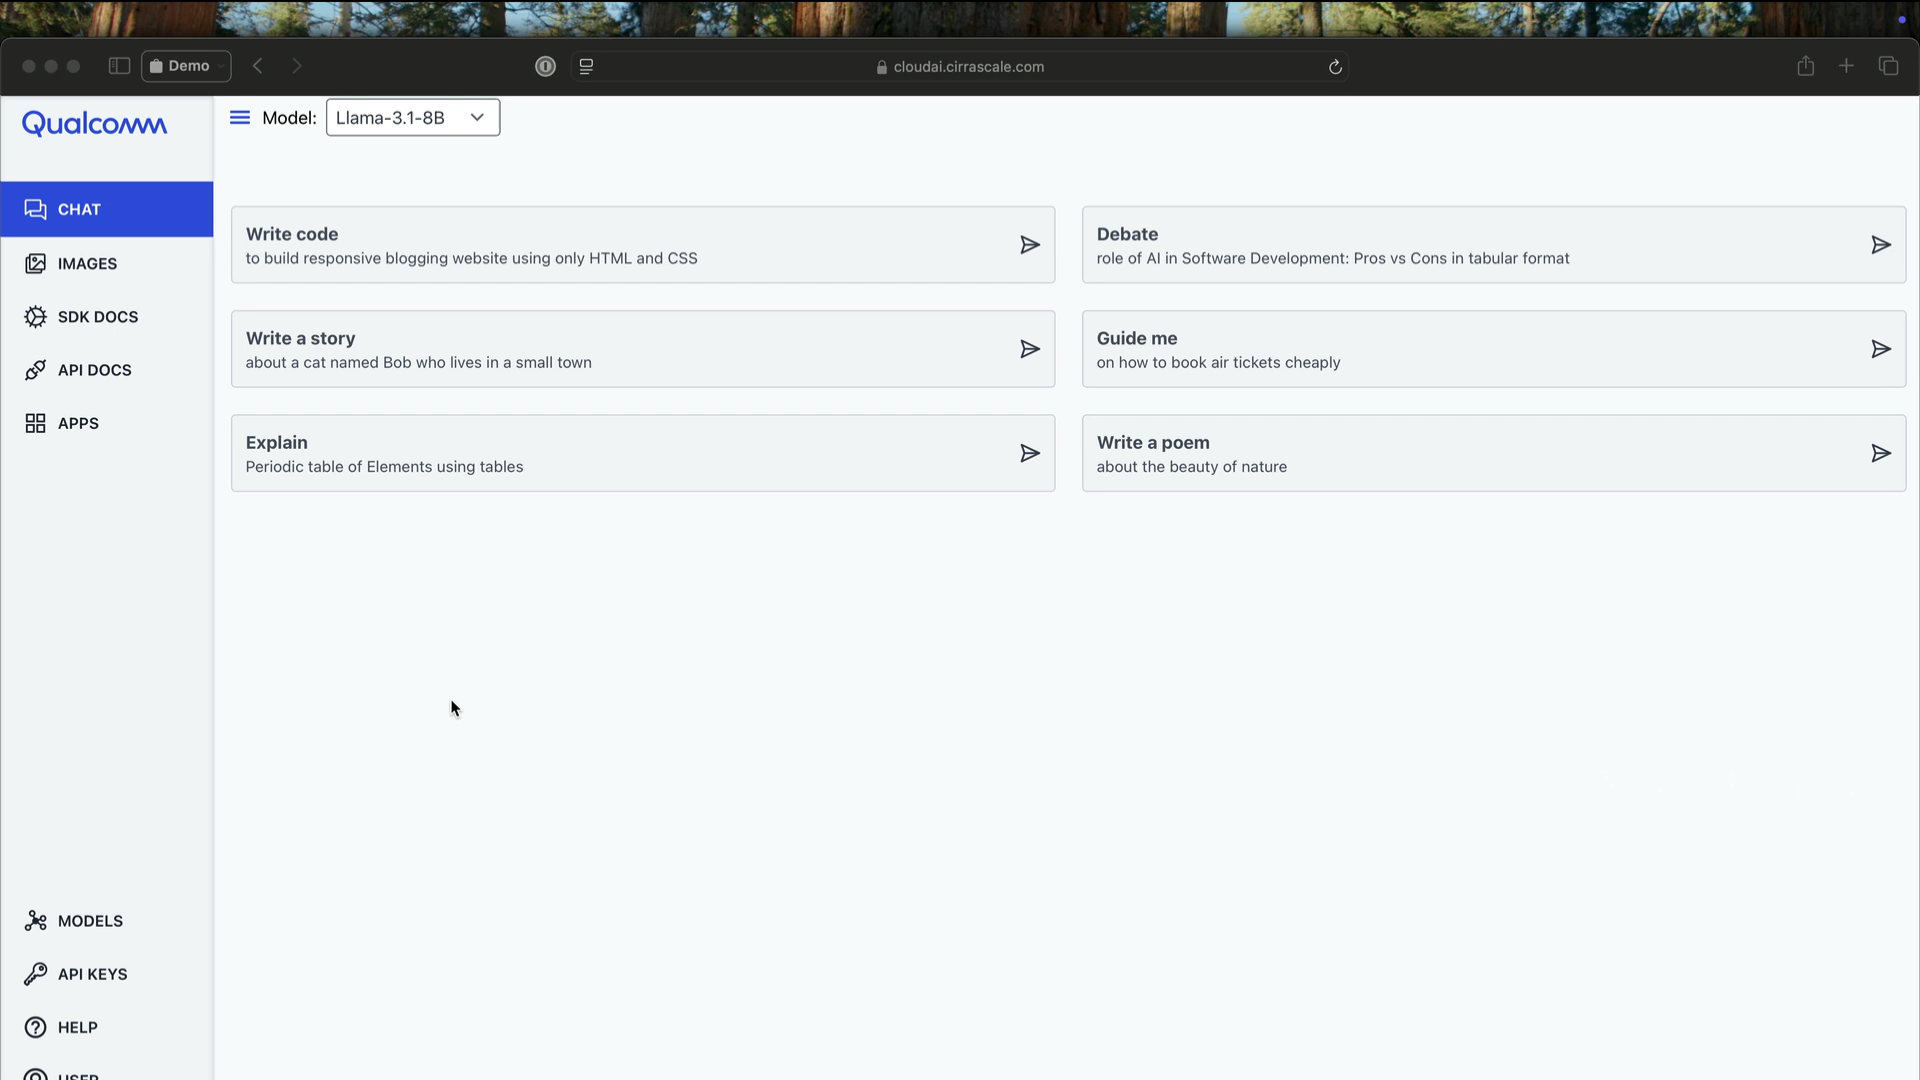 Demo
cloudai.cirrascale.com
Qualcomm
Model: Llama-3.1-8B
CHAT
IMAGES
SDK DOCS
API DOCS
APPS
Write code
to build responsive blogging website using only HTML and CSS
Debate
role of AI in Software Development: Pros vs Cons in tabular format
Write a story
about a cat named Bob who lives in a small town
Guide me
on how to book air tickets cheaply
Explain
Periodic table of Elements using tables
Write a poem
about the beauty of nature
MODELS
API KEYS
HELP
USER